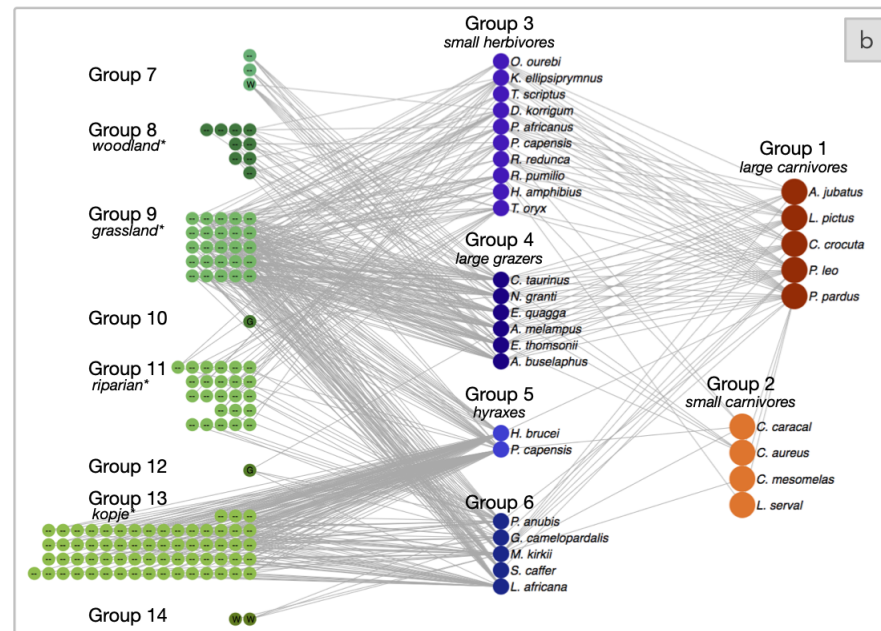 b
Group 7
--
--
W
Group 8
woodland*
-- -- -- --
-- --
-- --
--
Group 9
grassland*
-- -- -- -- --
-- -- -- -- --
-- -- -- -- --
-- -- -- -- --
-- -- -- -- --
Group 10
G
Group 11
riparian*
-- -- -- -- -- --
-- -- -- -- --
-- -- -- -- --
-- -- --
-- -- -- -- --
Group 12
G
Group 13
kopje*
-- -- --
-- -- -- -- -- -- -- -- -- -- -- -- -- -- --
-- -- -- -- -- -- -- -- -- -- -- -- -- -- --
-- -- -- -- -- -- -- -- -- -- -- -- -- -- --
-- -- -- -- -- -- -- -- -- -- -- -- -- -- -- --
Group 14
W W
Group 3
small herbivores
O. ourebi
K. ellipsiprymnus
T. scriptus
D. korrigum
P. africanus
P. capensis
R. redunca
R. pumilio
H. amphibius
T. oryx
Group 4
large grazers
C. taurinus
N. granti
E. quagga
A. melampus
E. thomsonii
A. buselaphus
Group 5
hyraxes
H. brucei
P. capensis
Group 6
P. anubis
G. camelopardalis
M. kirkii
S. caffer
L. africana
Group 1
large carnivores
A. jubatus
L. pictus
C. crocuta
P. leo
P. pardus
Group 2
small carnivores
C. caracal
C. aureus
C. mesomelas
L. serval